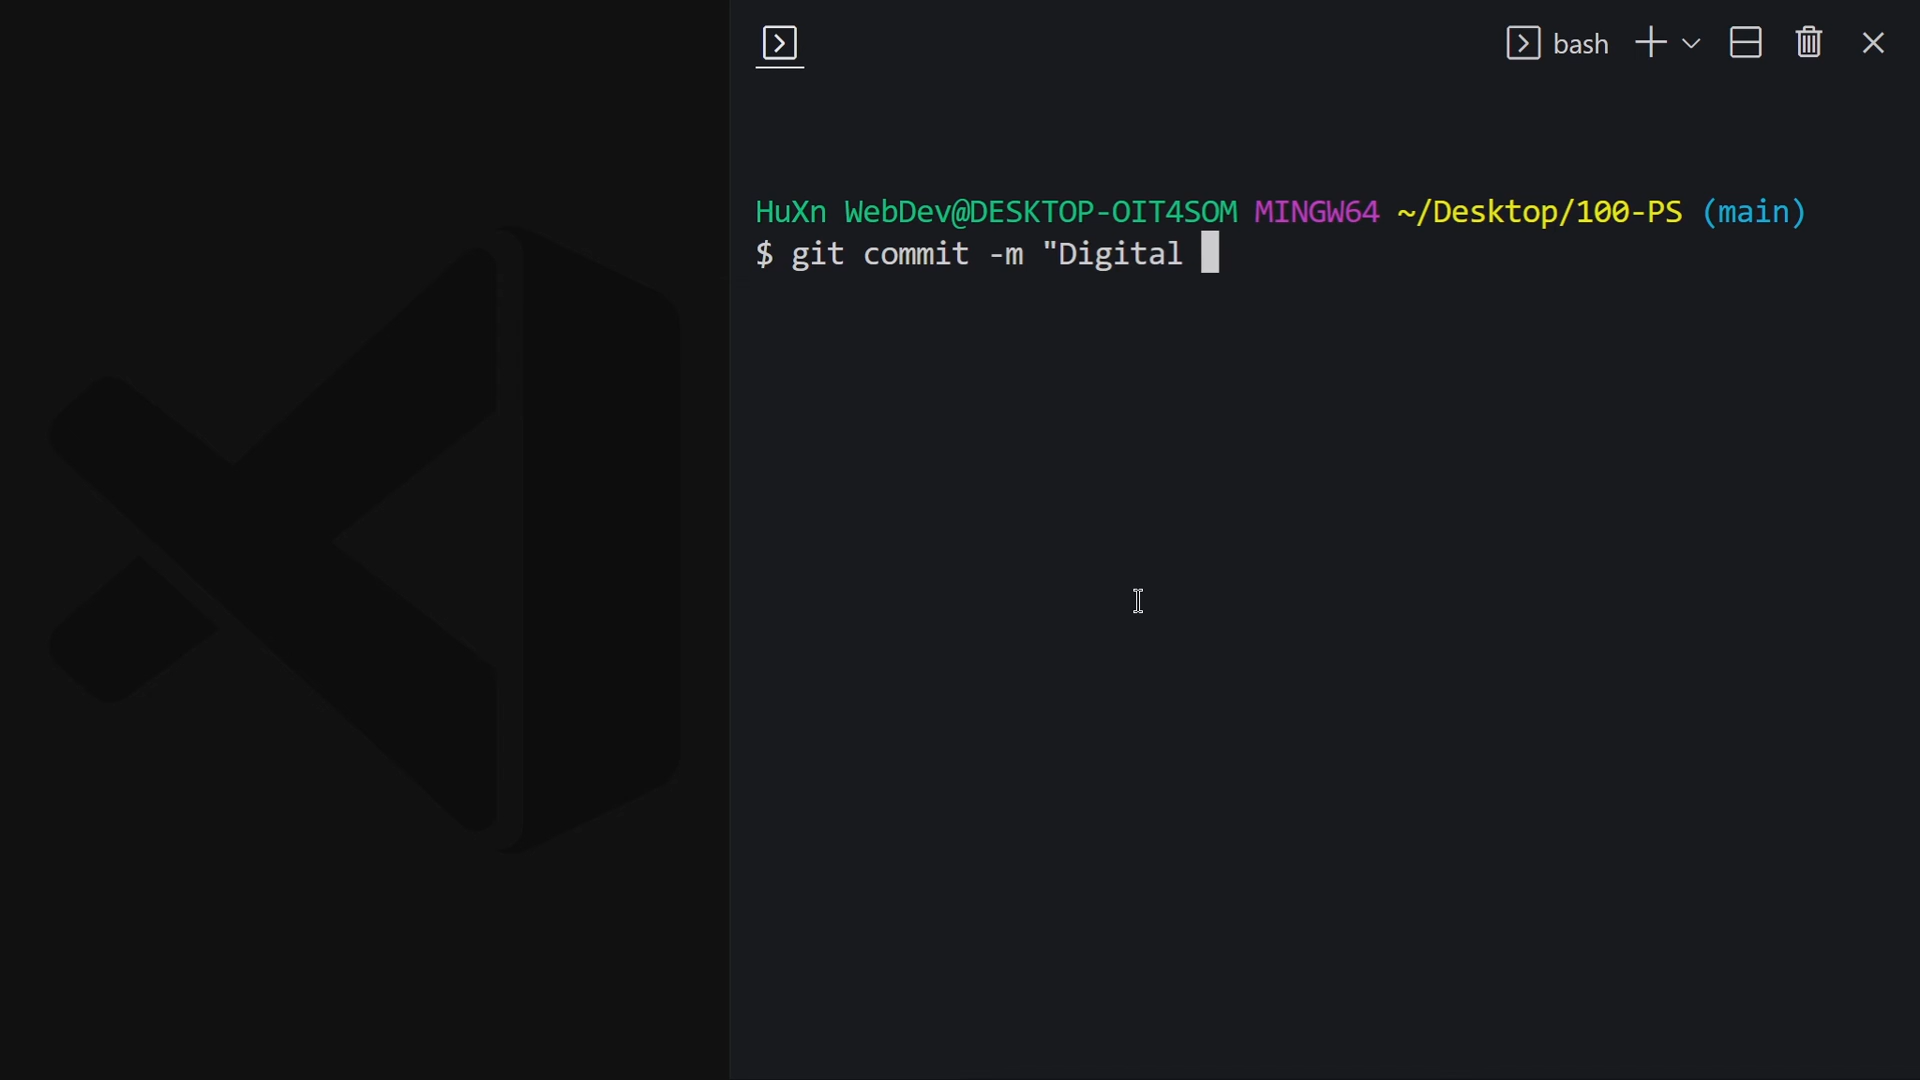 bash
HuXn WebDev@DESKTOP-OIT4SOM MINGW64 ~/Desktop/100-PS (main)
$ git commit -m "Digital